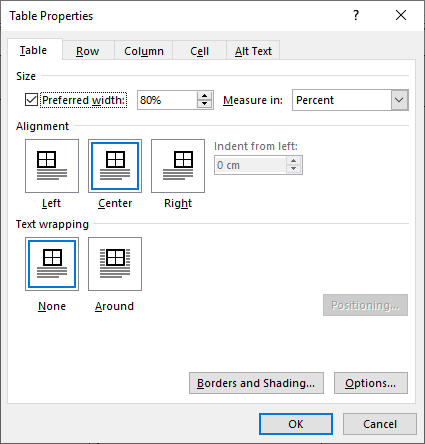 Table Properties ? ×
Table Row Column Cell Alt Text
Size
Preferred width: 80% Measure in: Percent
Alignment
Indent from left:
0 cm
Left Center Right
Text wrapping
None Around
Positioning...
Borders and Shading... Options...
OK Cancel